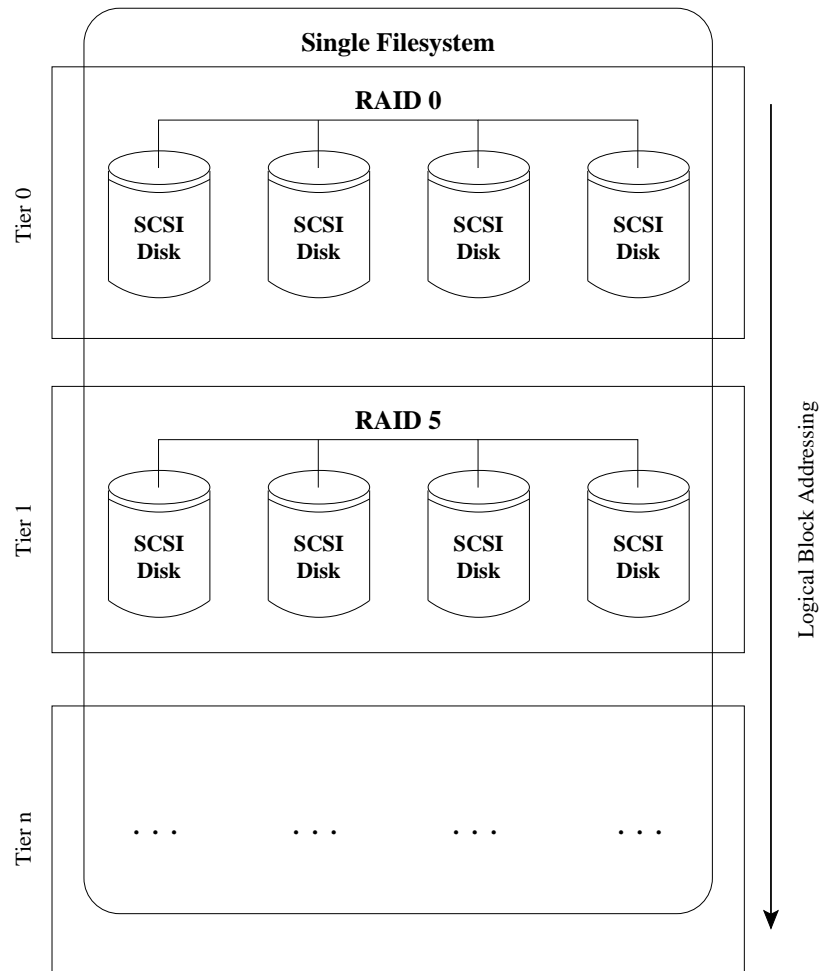 Single Filesystem
RAID 0
Tier 0
SCSI
Disk
SCSI
Disk
SCSI
Disk
SCSI
Disk
RAID 5
Tier 1
SCSI
Disk
SCSI
Disk
SCSI
Disk
SCSI
Disk
Logical Block Addressing
Tier n
. . .
. . .
. . .
. . .